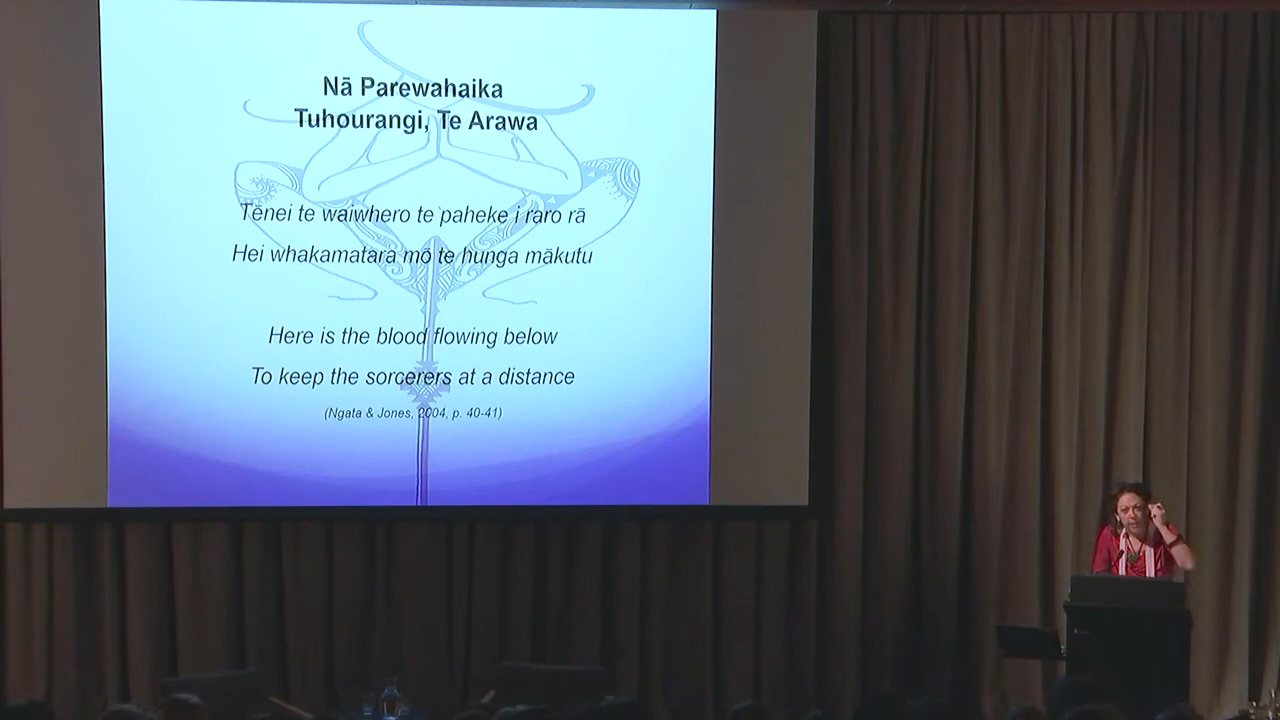 Nā Parewahaika
Tuhourangi, Te Arawa
Tēnei te waiwhero te paheke i raro rā
Hei whakamatara mō te hunga mākutu
Here is the blood flowing below
To keep the sorcerers at a distance
(Ngata & Jones, 2004, p. 40-41)